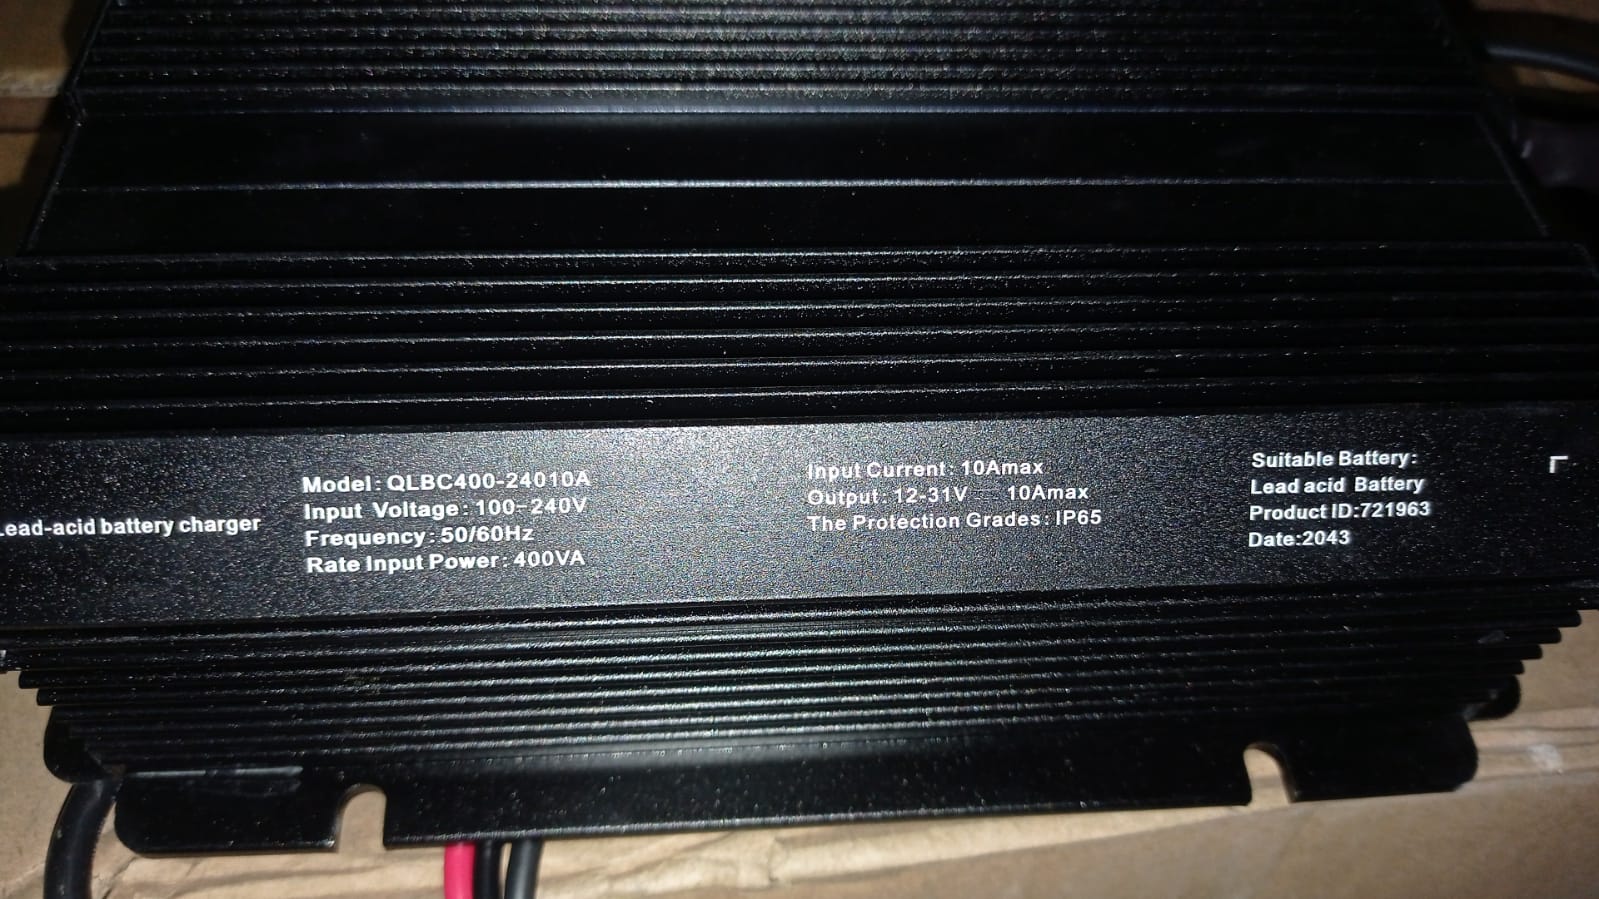 Lead-acid battery charger
Model: QLBC400-24010A
Input Voltage: 100-240V
Frequency: 50/60Hz
Rate Input Power: 400VA
Input Current: 10Amax
Output: 12-31V 10Amax
The Protection Grades: IP65
Suitable Battery:
Lead acid Battery
Product ID:721963
Date:2043